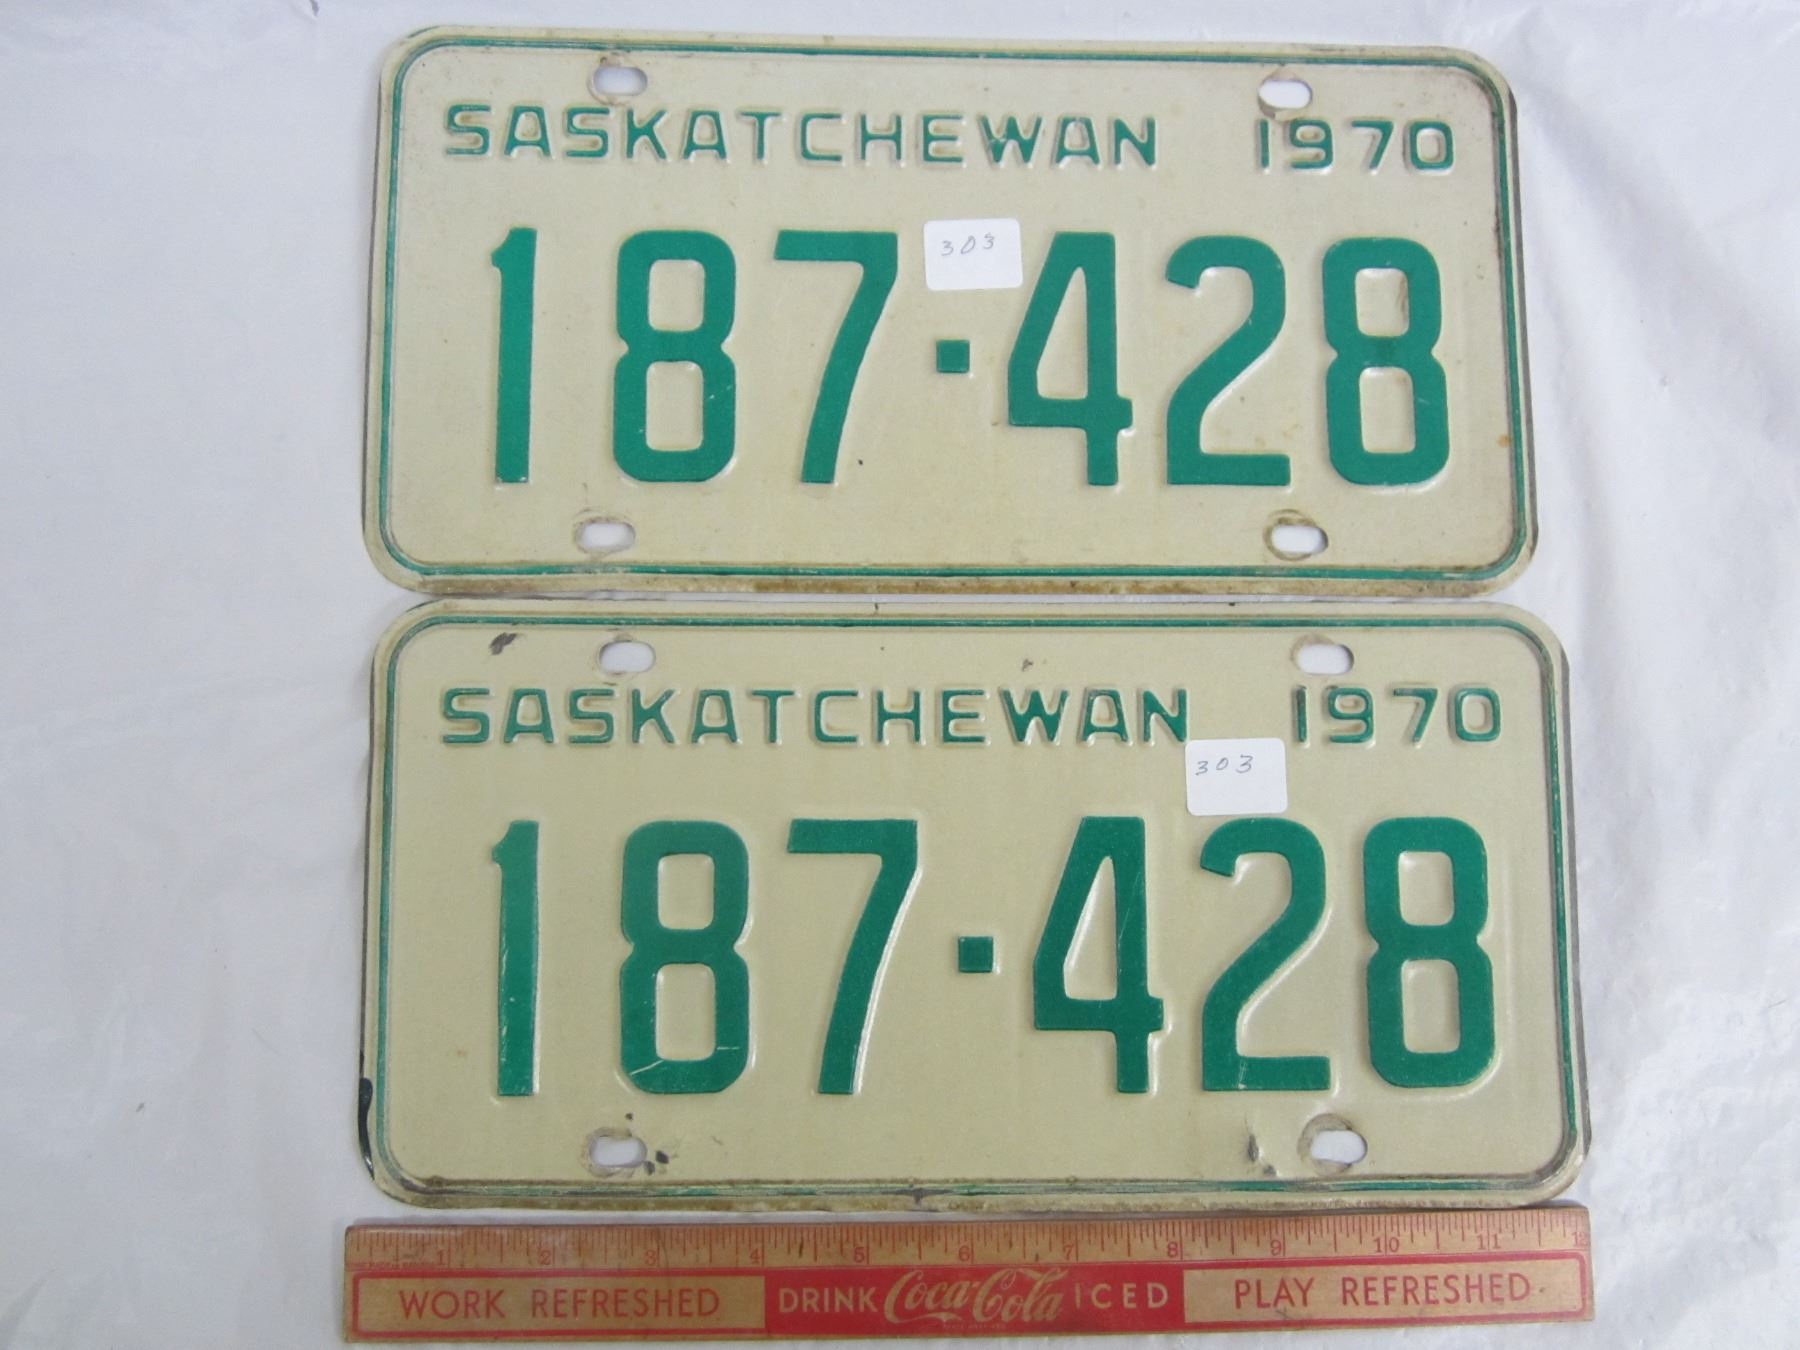 SASKATCHEWAN 1970
303
187·428
SASKATCHEWAN 1970
303
187·428
1 2 3 4 5 6 7 8 9 10 11 12
WORK REFRESHED DRINK Coca-Cola ICED PLAY REFRESHED